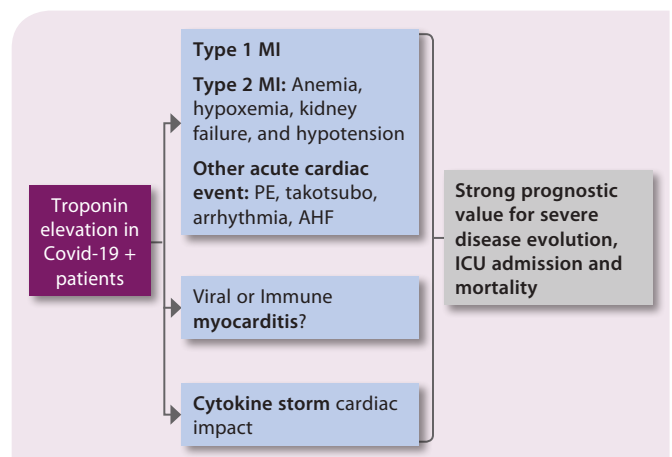 Troponin
elevation in
Covid-19 +
patients
Type 1 MI
Type 2 MI: Anemia,
hypoxemia, kidney
failure, and hypotension
Other acute cardiac
event: PE, takotsubo,
arrhythmia, AHF
Viral or Immune
myocarditis?
Cytokine storm cardiac
impact
Strong prognostic
value for severe
disease evolution,
ICU admission and
mortality